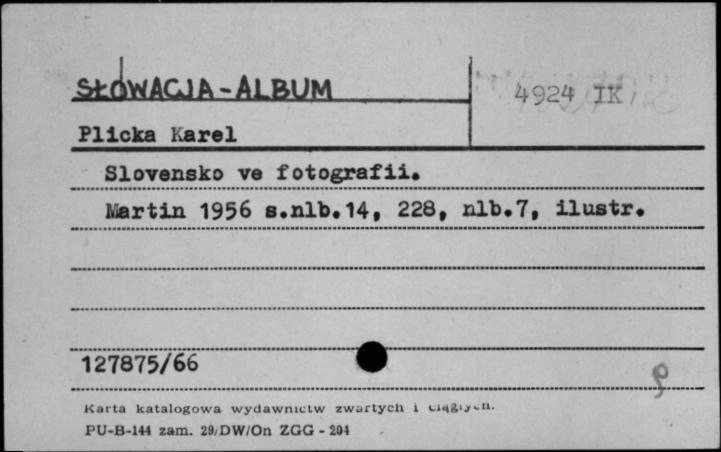 SŁOWACJA-ALBUM
4924 IK
Plicka Karel
Slovensko ve fotografii.
Martin 1956 s.nlb.14, 228, nlb.7, ilustr.
127875/66
Karta katalogowa wydawnictw zwartych i ciągłych.
PU-B-144 zam. 29/DW/On ZGG - 294